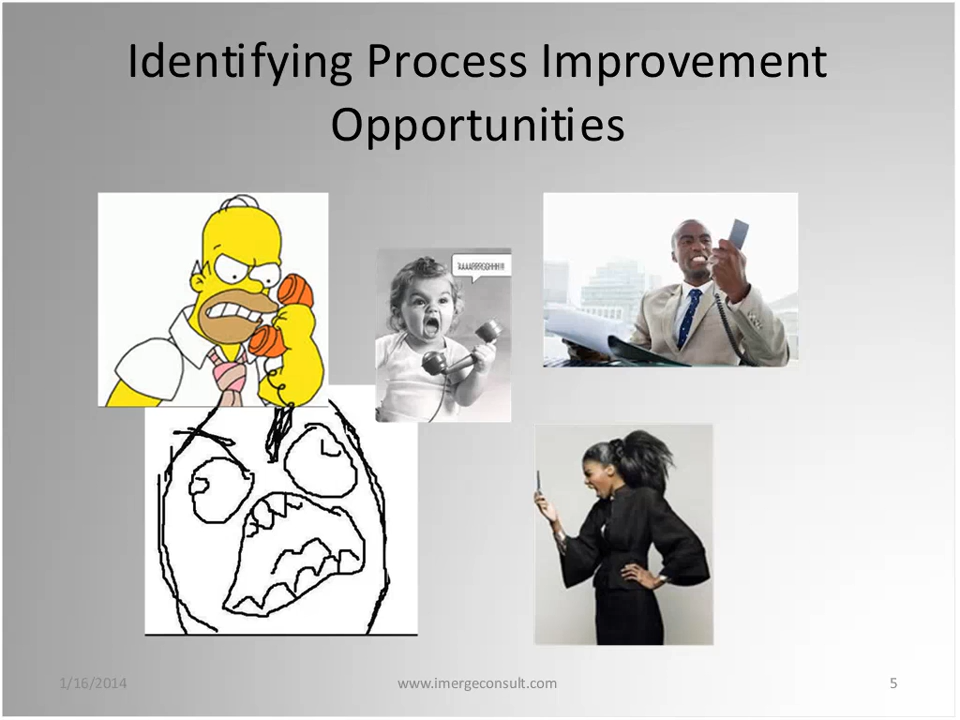 Identifying Process Improvement
Opportunities
1/16/2014
www.imergeconsult.com
5